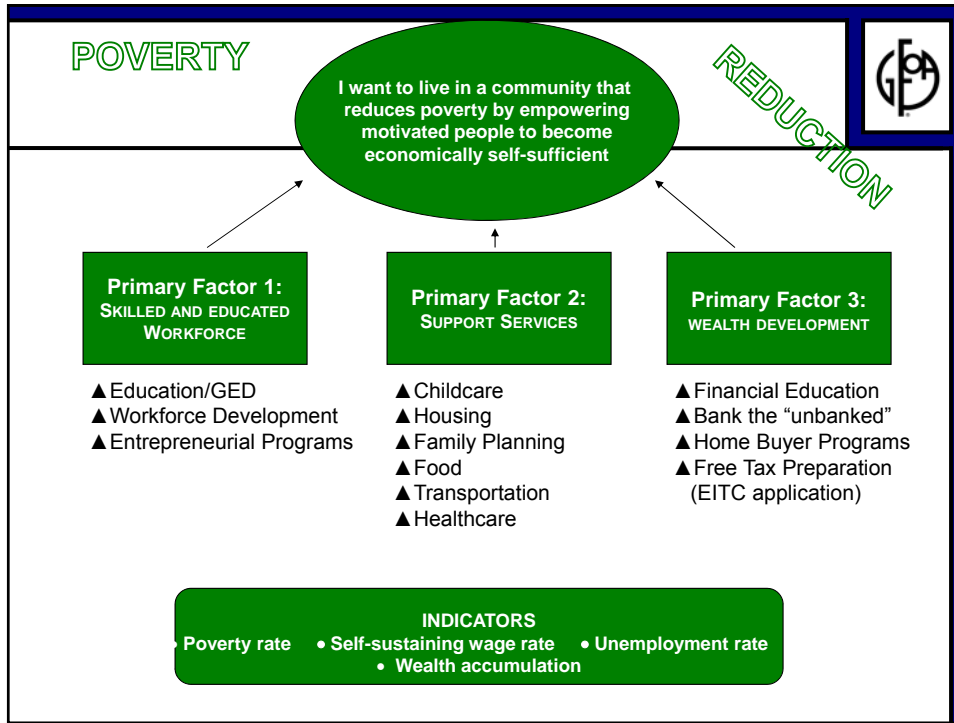 POVERTY
REDUCTION
GFOA
I want to live in a community that
reduces poverty by empowering
motivated people to become
economically self-sufficient
Primary Factor 1:
SKILLED AND EDUCATED
WORKFORCE
▲Education/GED
▲Workforce Development
▲Entrepreneurial Programs
Primary Factor 2:
SUPPORT SERVICES
▲Childcare
▲Housing
▲Family Planning
▲Food
▲Transportation
▲Healthcare
Primary Factor 3:
WEALTH DEVELOPMENT
▲Financial Education
▲Bank the “unbanked”
▲Home Buyer Programs
▲Free Tax Preparation
(EITC application)
INDICATORS
• Poverty rate • Self-sustaining wage rate • Unemployment rate
• Wealth accumulation